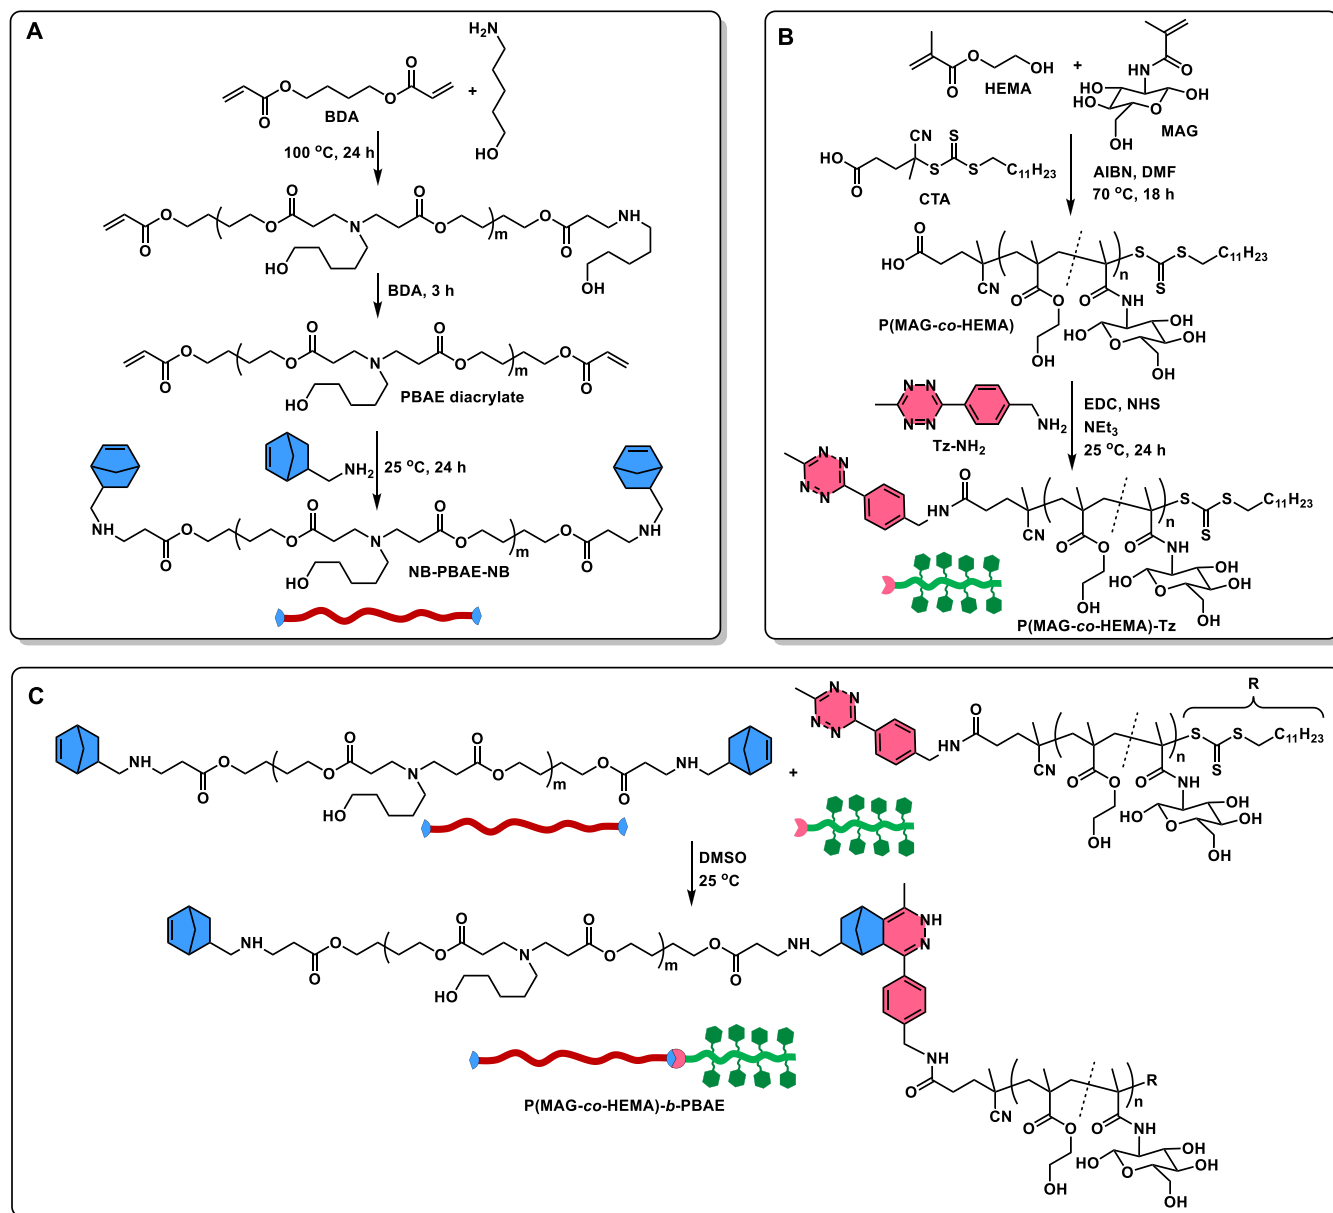 A
H₂N
O
O
O
O
BDA
+
HO
100 °C, 24 h
O
O
O
O
N
O
m
O
O
NH
HO
OH
BDA, 3 h
O
O
O
O
N
O
m
O
O
HO
PBAE diacrylate
NH₂
25 °C, 24 h
NH
O
O
O
O
N
O
O
m
O
O
HN
HO
NB-PBAE-NB
B
O
O
OH
HEMA
+
NH
O
HO
HO
OH
O
OH
MAG
HO
O
CN
S
S
S
C₁₁H₂₃
CTA
AIBN, DMF
70 °C, 18 h
O
HO
CN
n
S
S
S
C₁₁H₂₃
O
O
O
NH
P(MAG-co-HEMA)
OH
HO
O
OH
OH
OH
N
N
N
N
NH₂
Tz-NH₂
EDC, NHS
NEt₃
25 °C, 24 h
N
N
N
N
HN
O
CN
n
S
S
S
C₁₁H₂₃
O
O
O
NH
OH
HO
O
OH
OH
OH
P(MAG-co-HEMA)-Tz
C
NH
O
O
O
O
N
O
O
m
O
O
NH
HO
+
N
N
N
N
NH
O
CN
n
R
S
S
S
C₁₁H₂₃
O
O
O
NH
OH
HO
O
OH
OH
OH
DMSO
25 °C
NH
O
O
O
O
N
O
O
m
O
O
NH
HO
NH
N
NH
O
CN
n
R
O
O
O
NH
OH
HO
O
OH
OH
OH
P(MAG-co-HEMA)-b-PBAE